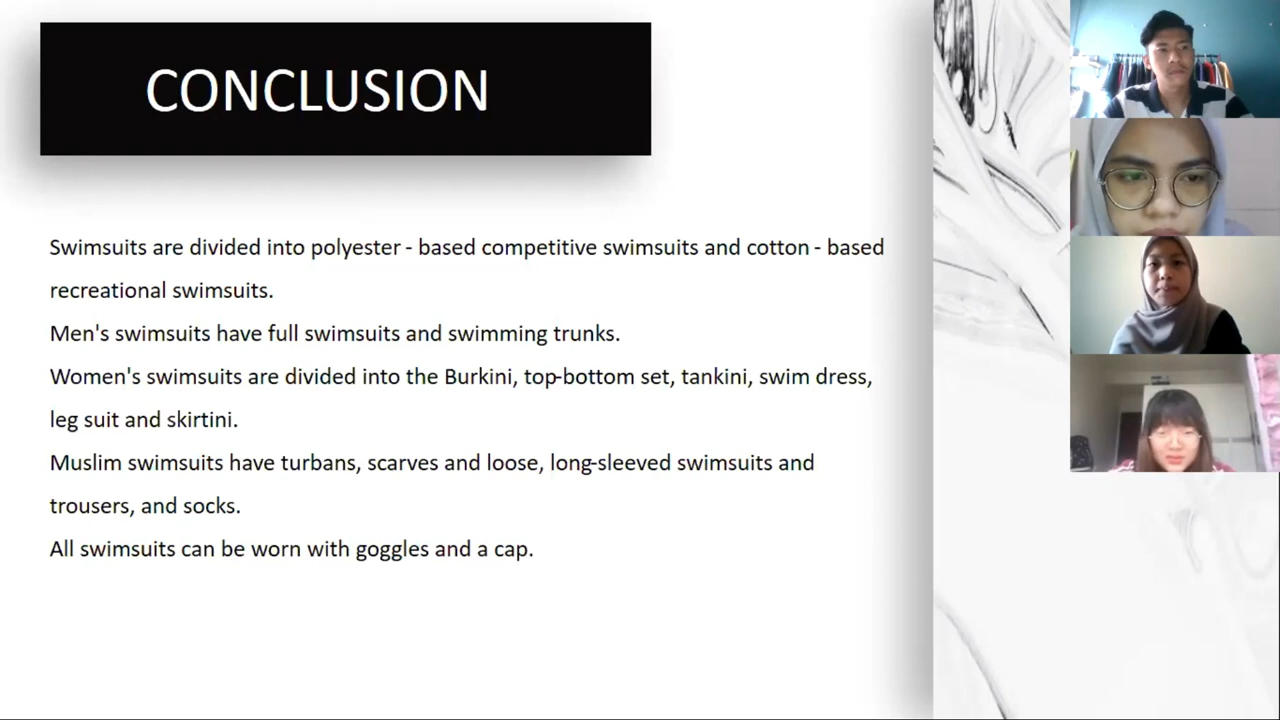 CONCLUSION
Swimsuits are divided into polyester - based competitive swimsuits and cotton - based
recreational swimsuits.
Men's swimsuits have full swimsuits and swimming trunks.
Women's swimsuits are divided into the Burkini, top-bottom set, tankini, swim dress,
leg suit and skirtini.
Muslim swimsuits have turbans, scarves and loose, long-sleeved swimsuits and
trousers, and socks.
All swimsuits can be worn with goggles and a cap.